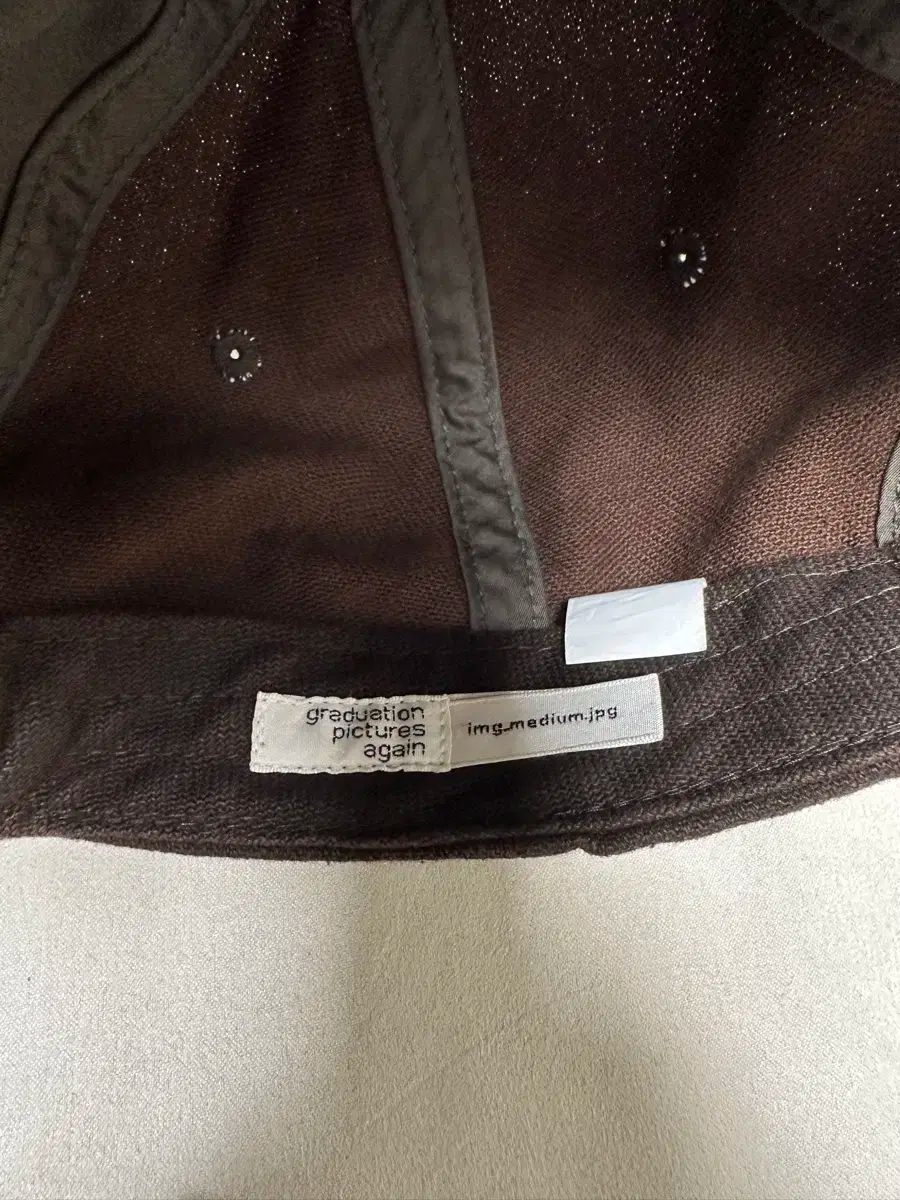 graduation
pictures
again
img_medium.jpg